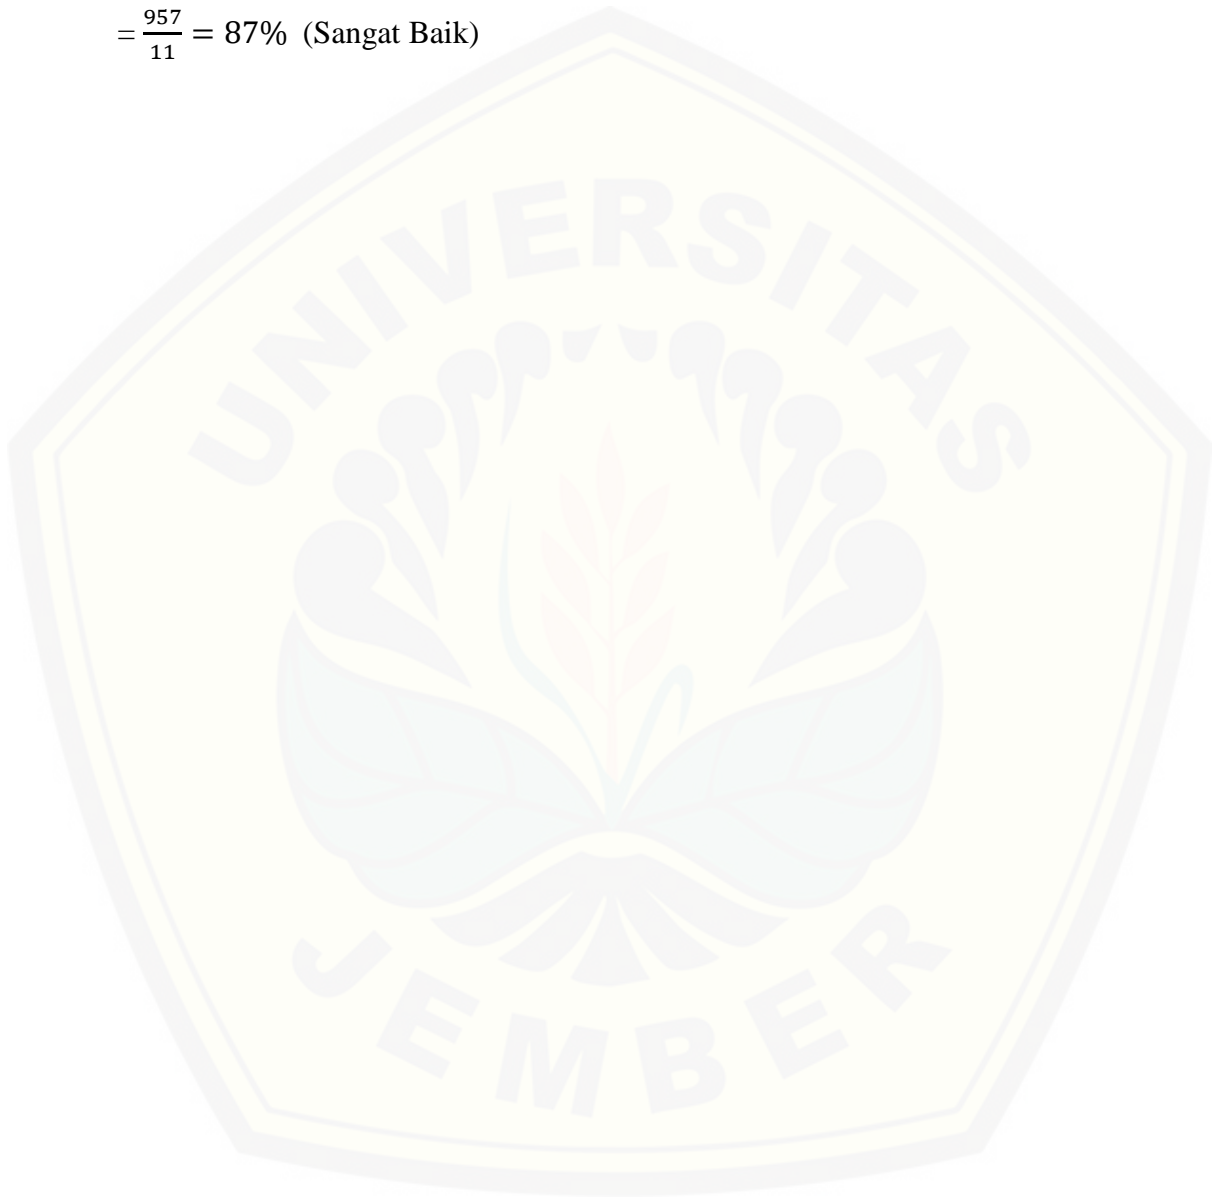 = 957/11 = 87% (Sangat Baik)
UNIVERSITAS
JEMBER